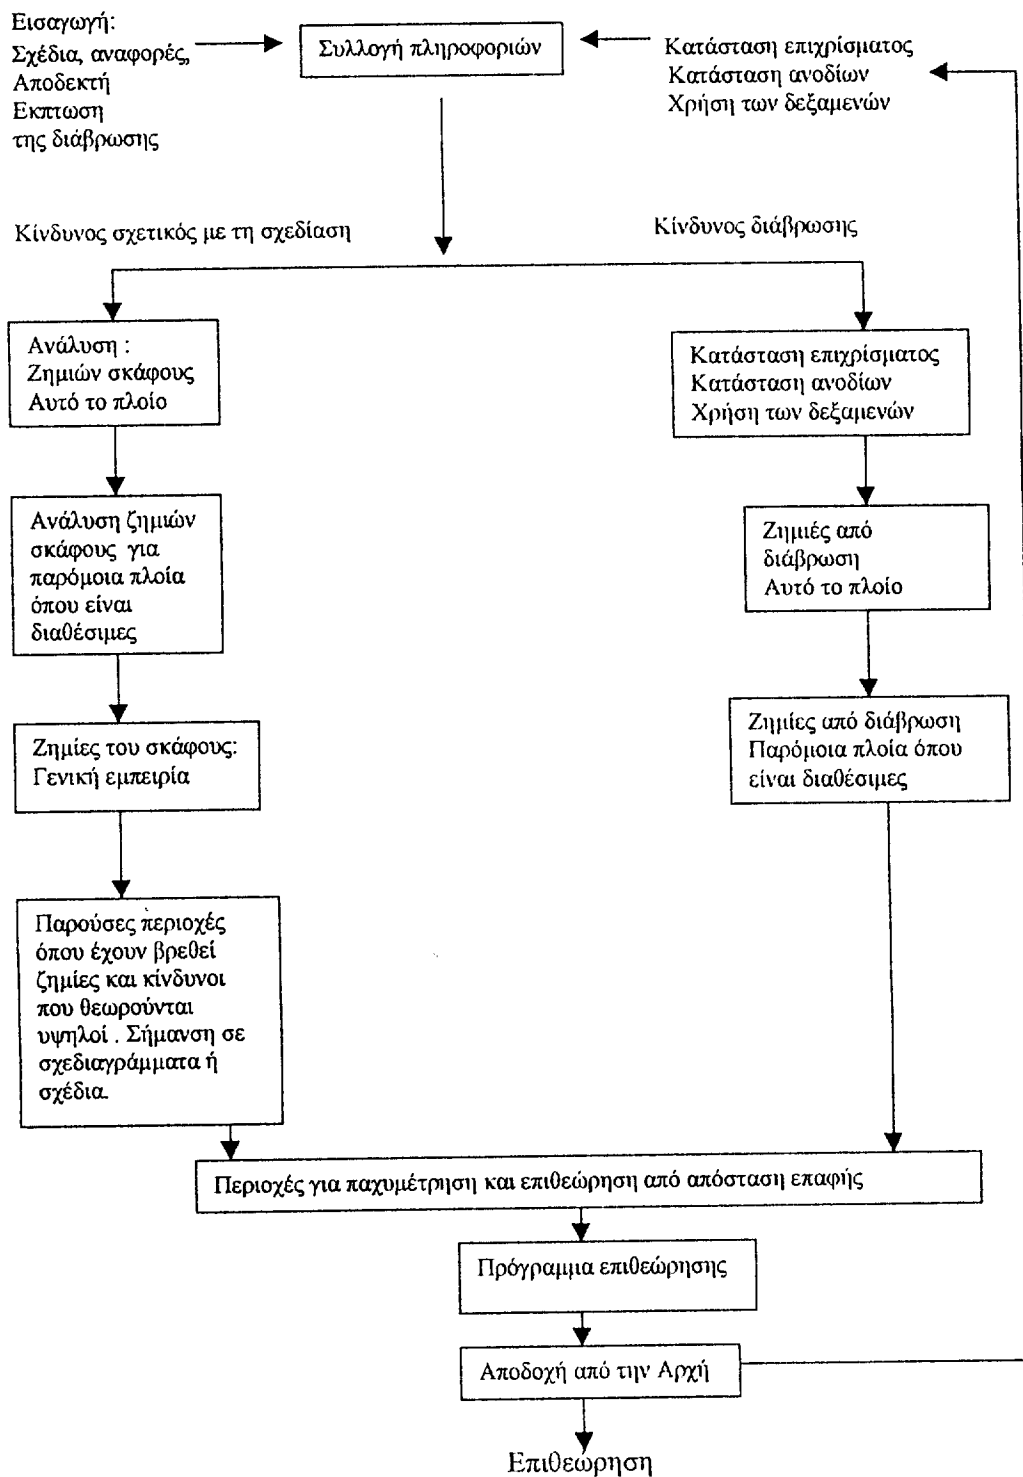 Εισαγωγή:
Σχέδια, αναφορές,
Αποδεκτή
Εκπτωση
της διάβρωσης
Συλλογή πληροφοριών
Κατάσταση επιχρίσματος
Κατάσταση ανοδίων
Χρήση των δεξαμενών
Κίνδυνος σχετικός με τη σχεδίαση
Κίνδυνος διάβρωσης
Ανάλυση :
Ζημιών σκάφους
Αυτό το πλοίο
Κατάσταση επιχρίσματος
Κατάσταση ανοδίων
Χρήση των δεξαμενών
Ανάλυση ζημιών
σκάφους για
παρόμοια πλοία
όπου είναι
διαθέσιμες
Ζημιές από
διάβρωση
Αυτό το πλοίο
Ζημίες του σκάφους:
Γενική εμπειρία
Ζημίες από διάβρωση
Παρόμοια πλοία όπου
είναι διαθέσιμες
Παρούσες περιοχές
όπου έχουν βρεθεί
ζημίες και κίνδυνοι
που θεωρούνται
υψηλοί . Σήμανση σε
σχεδιαγράμματα ή
σχέδια.
Περιοχές για παχυμέτρηση και επιθεώρηση από απόσταση επαφής
Πρόγραμμα επιθεώρησης
Αποδοχή από την Αρχή
Επιθεώρηση